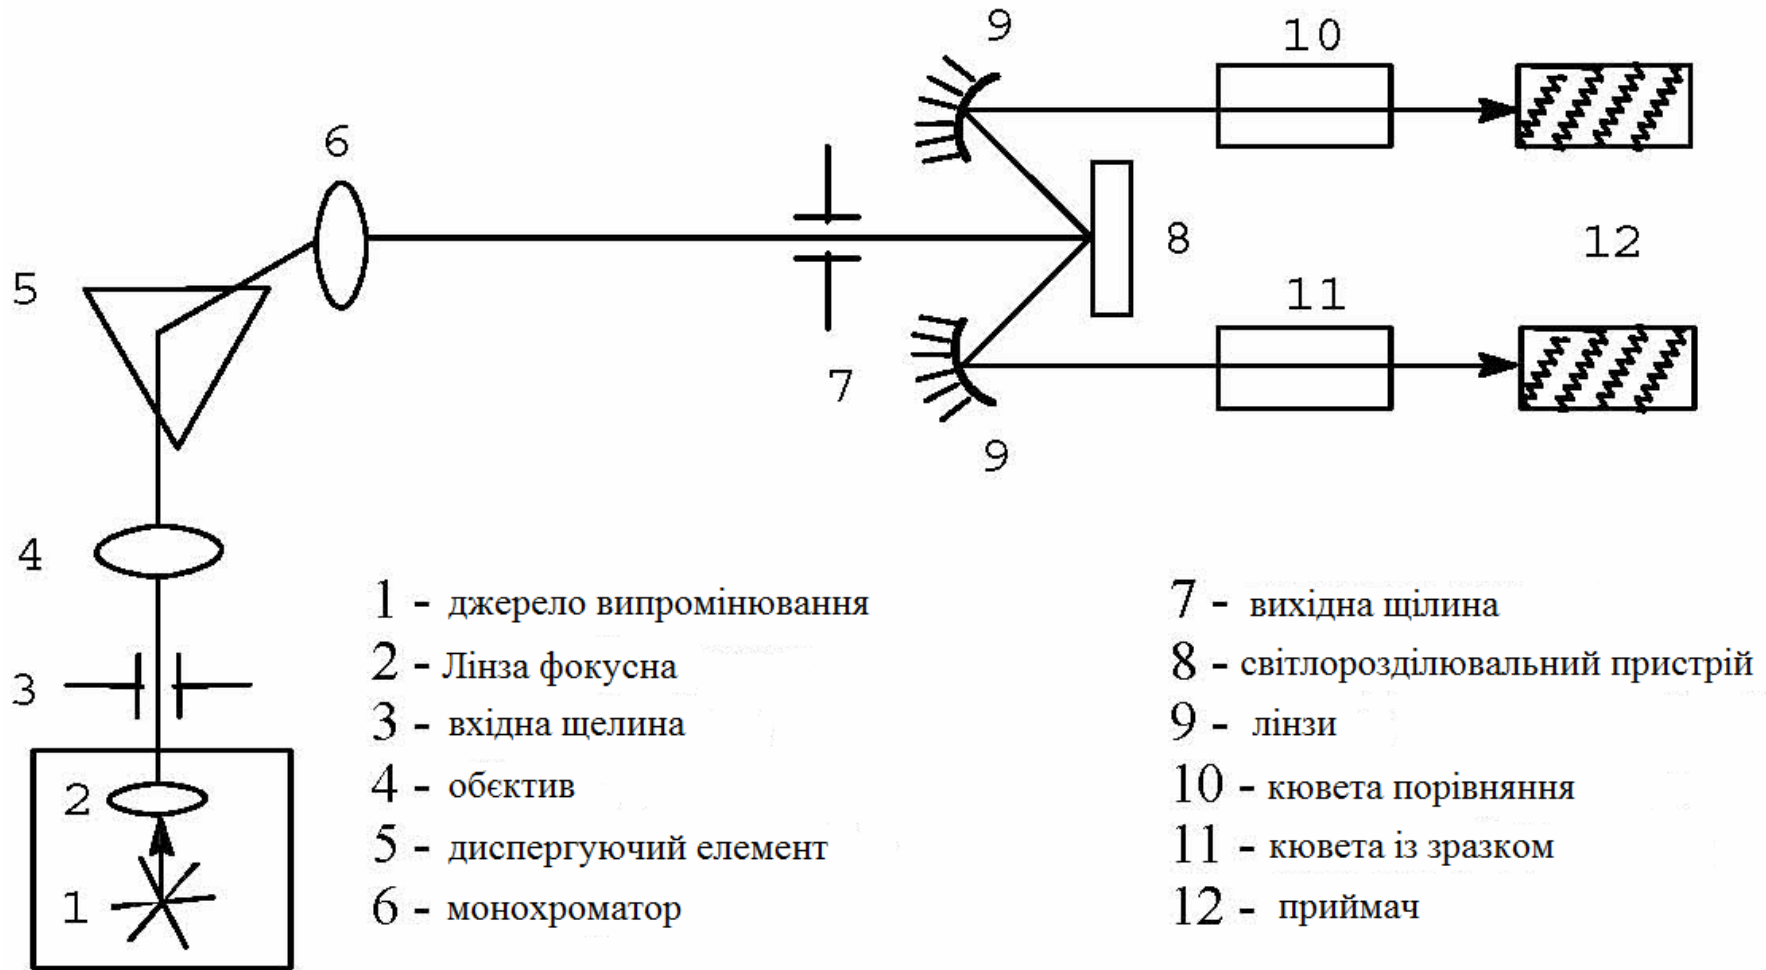 9
10
6
5
8
12
11
7
9
4
3
2
1
1 - джерело випромінювання
2 - Лінза фокусна
3 - вхідна щелина
4 - обєктив
5 - диспергуючий елемент
6 - монохроматор
7 - вихідна щілина
8 - світлорозділювальний пристрій
9 - лінзи
10 - кювета порівняння
11 - кювета із зразком
12 - приймач